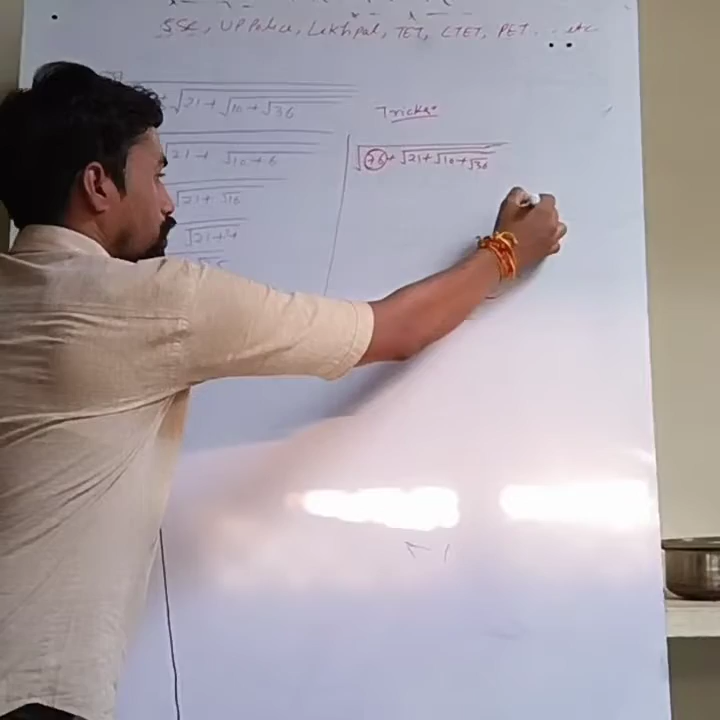 SSC, UP Police, Lekhpal, TET, CTET, PET... etc
√21+√10+√36
Tricks:
√21+ √10+6
√76+√21+√10+√36
√21+√16
√21+4